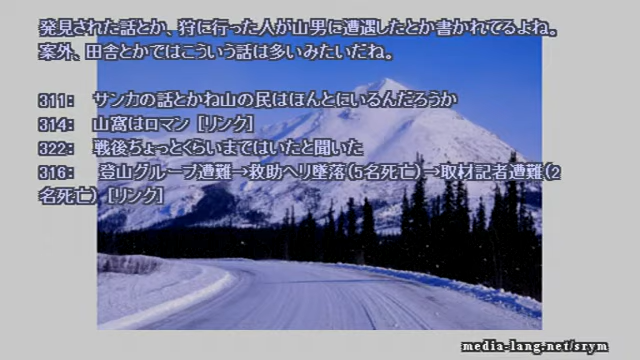 発見された話とか、狩に行った人が山男に遭遇したとか書かれてるよね。
案外、田舎とかではこういう話は多いみたいだね。
311: サンカの話とかね山の民はほんとにいるんだろうか
314: 山窩はロマン [リンク]
322: 戦後ちょっとくらいまではいたと聞いた
316: 登山グループ遭難→救助ヘリ墜落(5名死亡)→取材記者遭難(2
名死亡) [リンク]
media-lang-net/srym